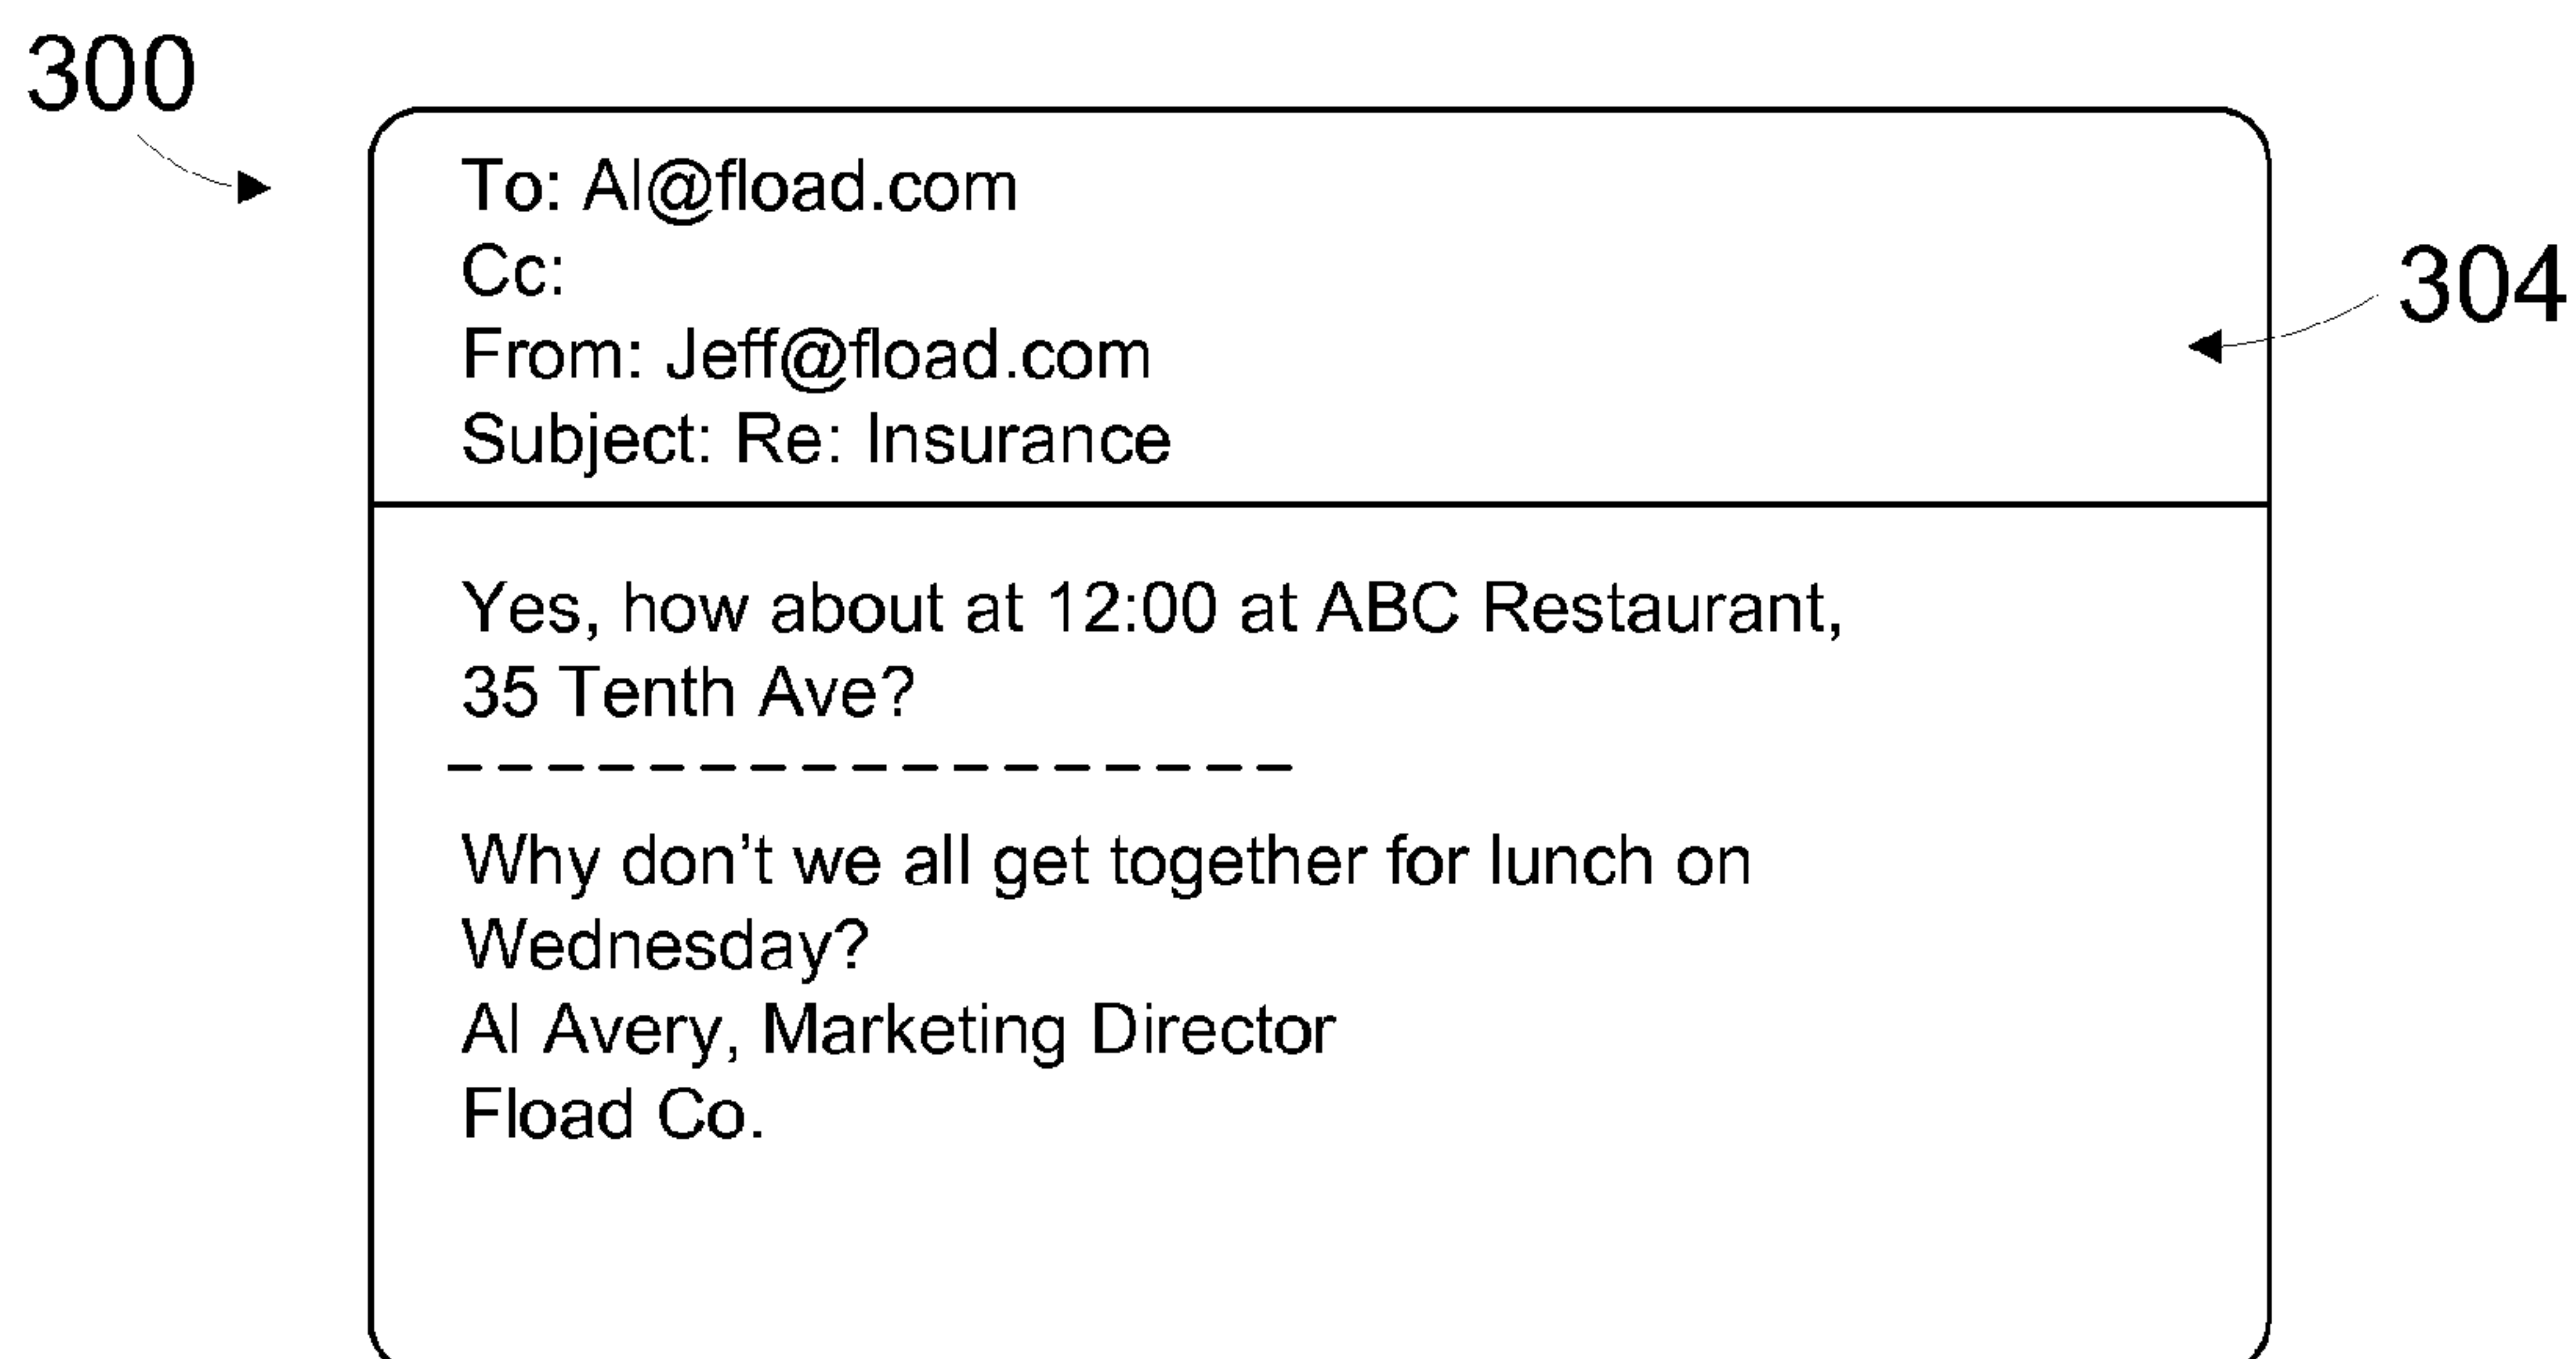 300
To: Al@fload.com
Cc:
From: Jeff@fload.com
Subject: Re: Insurance
304
Yes, how about at 12:00 at ABC Restaurant,
35 Tenth Ave?
Why don't we all get together for lunch on
Wednesday?
Al Avery, Marketing Director
Fload Co.